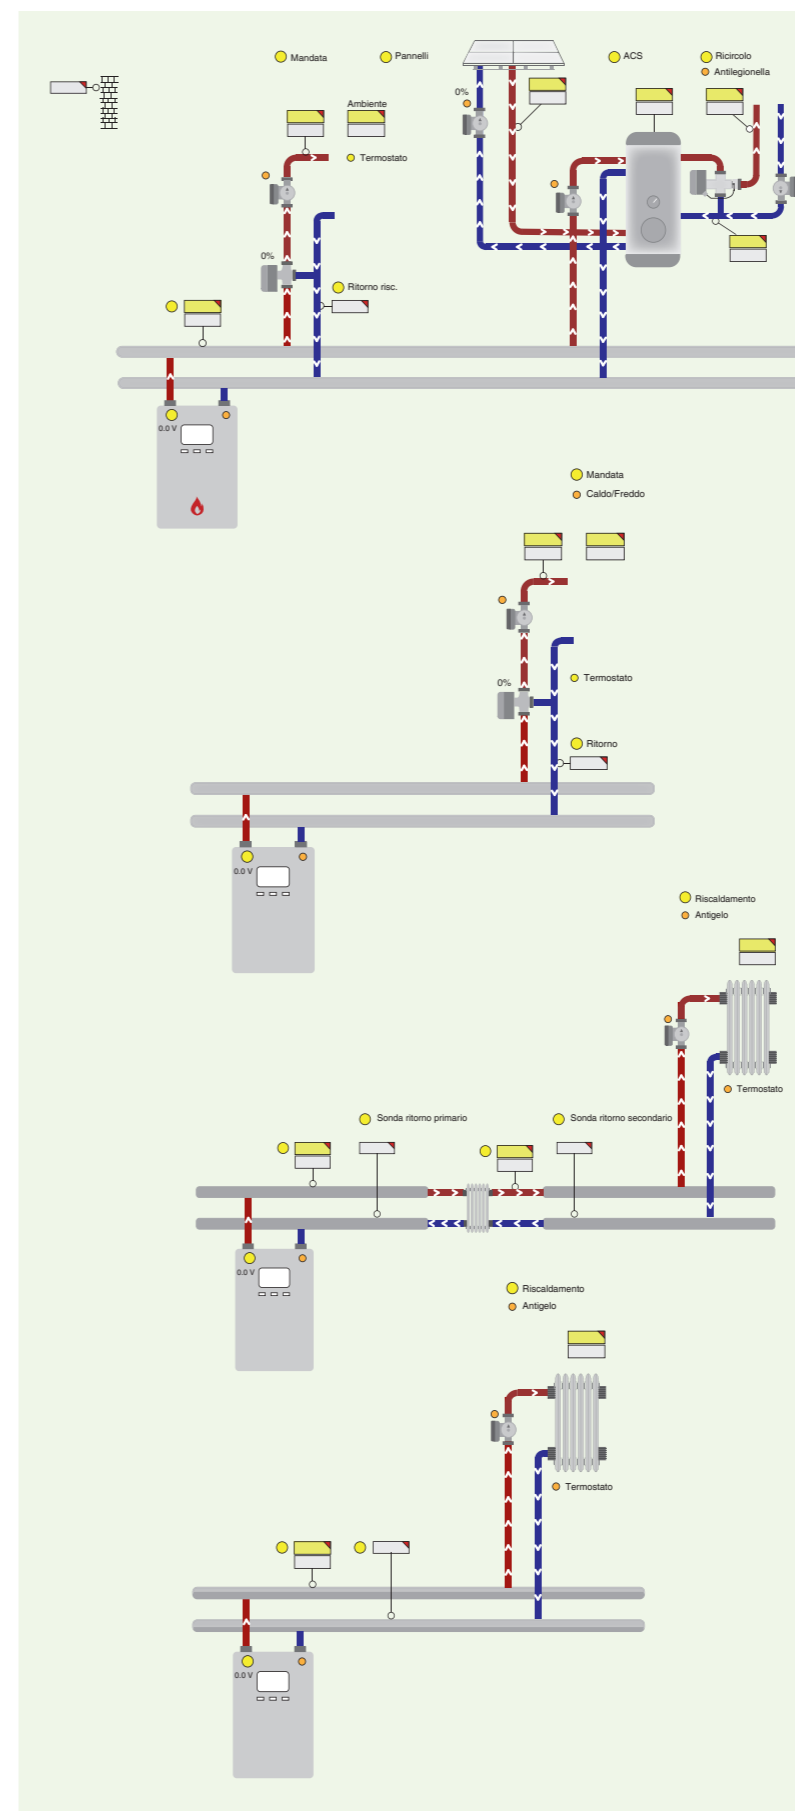 Mandata
Pannelli
ACS
Ricircolo
Antilegionella
0%
Ambiente
Termostato
0%
Ritorno risc.
0.0 V
Mandata
Caldo/Freddo
Termostato
0%
Ritorno
0.0 V
Riscaldamento
Antigelo
Termostato
Sonda ritorno primario
Sonda ritorno secondario
0.0 V
Riscaldamento
Antigelo
Termostato
0.0 V